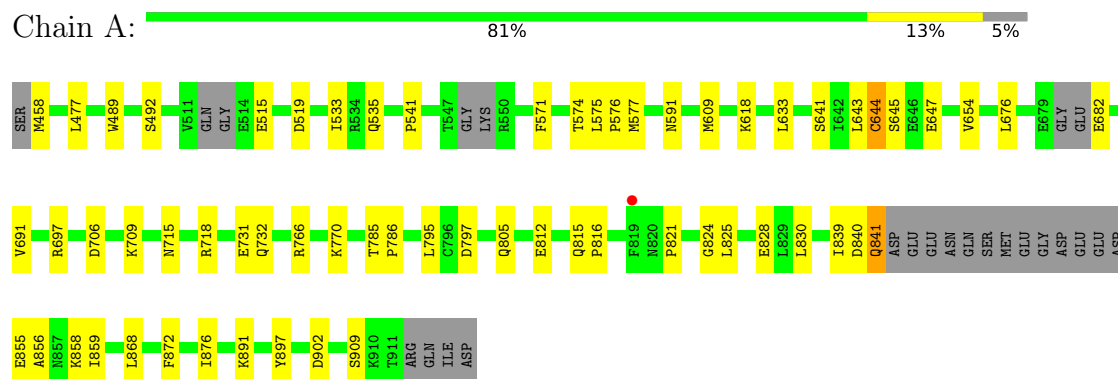 Chain A:
81% 13% 5%
SER M458 L477 W489 S492 V511 GLN GLY E514 E515 D519 I533 R534 Q535 P541 T547 GLY LYS R550 F571 T574 L575 P576 M577 N591 M609 K618 L633 S641 I642 L643 C644 S645 E646 E647 V654 L676 E679 GLY GLU E682
V691 R697 D706 K709 N715 R718 E731 Q732 R766 K770 T785 P786 L795 C796 D797 Q805 E812 Q815 P816 F819 N820 P821 G824 L825 E828 L829 L830 I839 D840 Q841 ASP GLU GLU ASN GLN SER MET GLU GLY ASP GLU GLU ASP
E855 A856 N857 K858 I859 L868 F872 I876 K891 Y897 D902 S909 K910 T911 ARG GLN ILE ASP